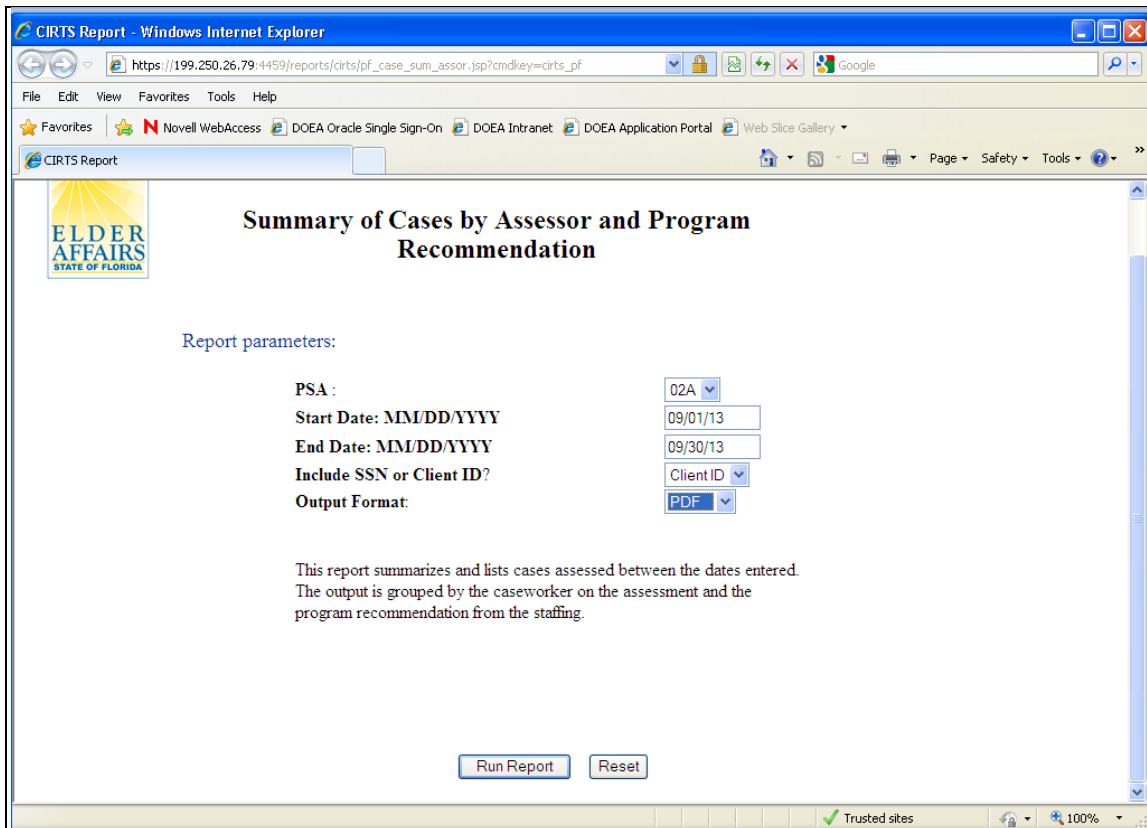 CIRTS Report - Windows Internet Explorer
https://199.250.26.79:4459/reports/cirts/pf_case_sum_assor.jsp?cmdkey=cirts_pf
Google
File Edit View Favorites Tools Help
Favorites N Novell WebAccess DOEA Oracle Single Sign-On DOEA Intranet DOEA Application Portal Web Slice Gallery
CIRTS Report
Page Safety Tools »
ELDER
AFFAIRS
STATE OF FLORIDA
Summary of Cases by Assessor and Program
Recommendation
Report parameters:
PSA : 02A
Start Date: MM/DD/YYYY 09/01/13
End Date: MM/DD/YYYY 09/30/13
Include SSN or Client ID? Client ID
Output Format: PDF
This report summarizes and lists cases assessed between the dates entered.
The output is grouped by the caseworker on the assessment and the
program recommendation from the staffing.
Run Report Reset
Trusted sites 100%